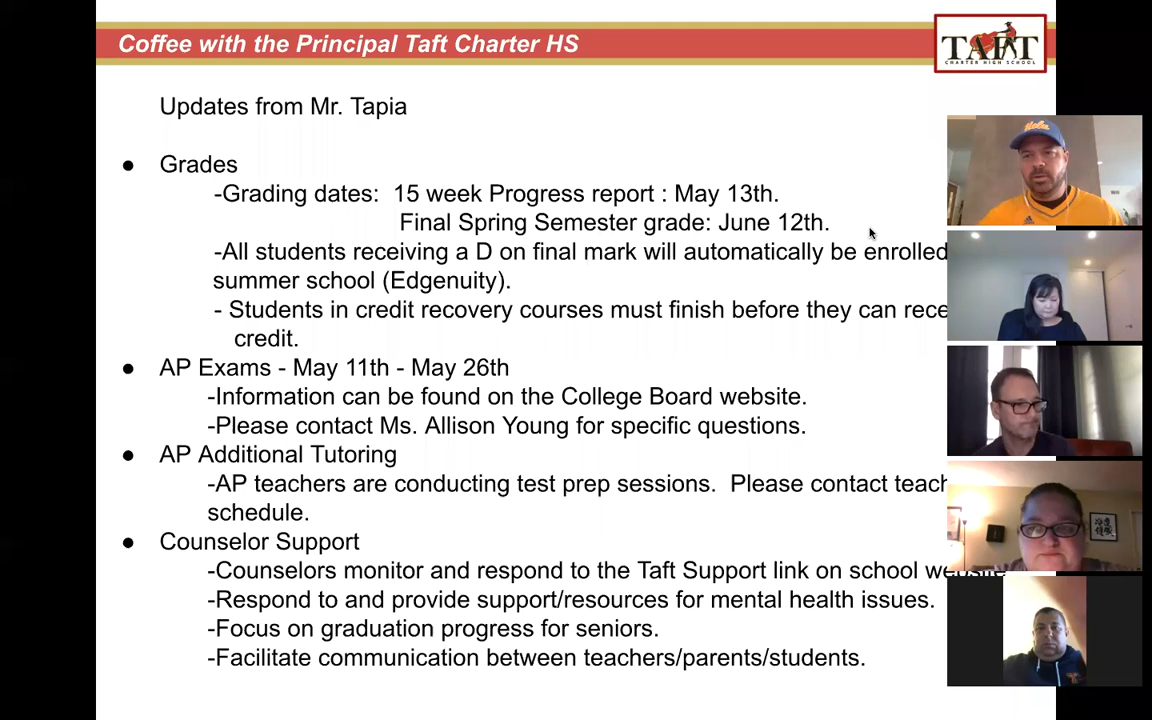 Coffee with the Principal Taft Charter HS
TAFT
CHARTER HIGH SCHOOL
Updates from Mr. Tapia
● Grades
-Grading dates: 15 week Progress report : May 13th.
Final Spring Semester grade: June 12th.
-All students receiving a D on final mark will automatically be enrolled
summer school (Edgenuity).
- Students in credit recovery courses must finish before they can rece
credit.
● AP Exams - May 11th - May 26th
-Information can be found on the College Board website.
-Please contact Ms. Allison Young for specific questions.
● AP Additional Tutoring
-AP teachers are conducting test prep sessions. Please contact teach
schedule.
● Counselor Support
-Counselors monitor and respond to the Taft Support link on school website
-Respond to and provide support/resources for mental health issues.
-Focus on graduation progress for seniors.
-Facilitate communication between teachers/parents/students.